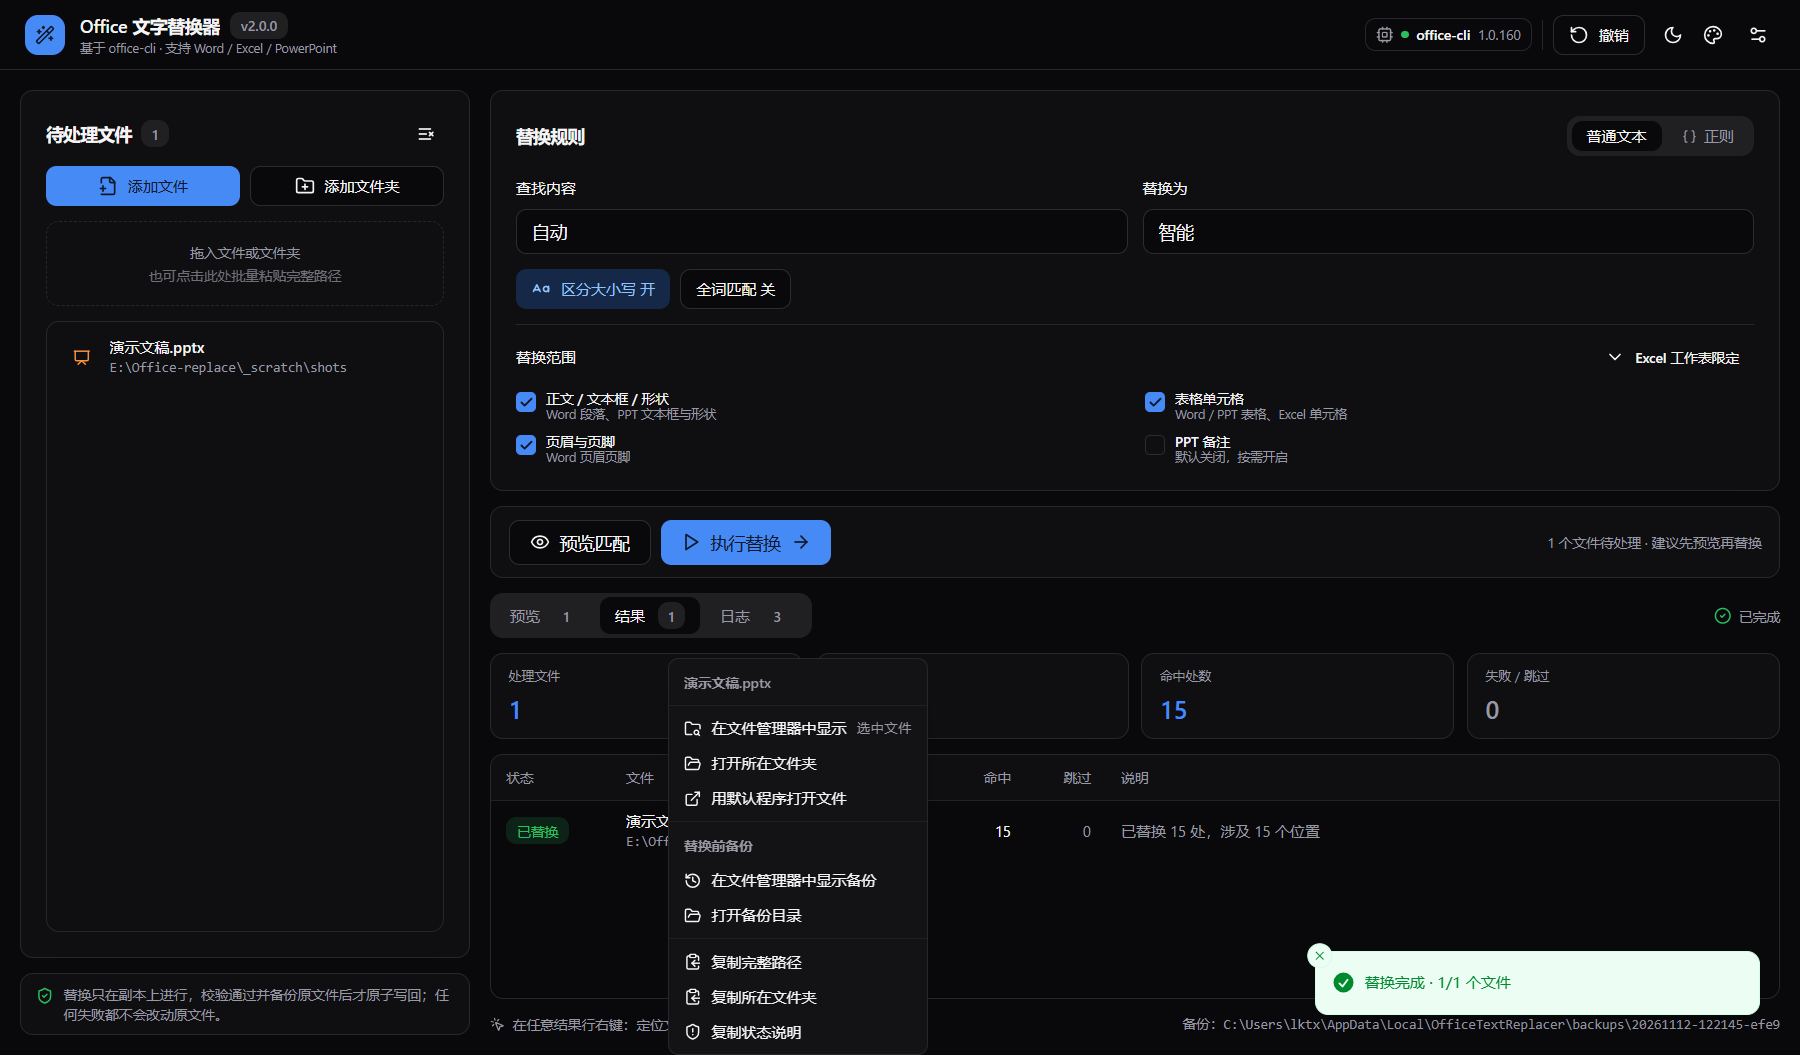 Office 文字替换器 v2.0.0
基于 office-cli · 支持 Word / Excel / PowerPoint
office-cli 1.0.160
撤销
待处理文件 1
添加文件
添加文件夹
拖入文件或文件夹
也可点击此处批量粘贴完整路径
演示文稿.pptx
E:\Office-replace\_scratch\shots
替换只在副本上进行，校验通过并备份原文件后才原子写回；任
何失败都不会改动原文件。
替换规则
普通文本
{} 正则
查找内容
替换为
自动
智能
Aa 区分大小写 开
全词匹配 关
替换范围
Excel 工作表限定
正文 / 文本框 / 形状
Word 段落、PPT 文本框与形状
表格单元格
Word / PPT 表格、Excel 单元格
页眉与页脚
Word 页眉页脚
PPT 备注
默认关闭，按需开启
预览匹配
执行替换
1 个文件待处理 · 建议先预览再替换
预览 1
结果 1
日志 3
已完成
处理文件
1
命中处数
15
失败 / 跳过
0
状态 文件 命中 跳过 说明
已替换
演示文
E:\Off
15 0 已替换 15 处，涉及 15 个位置
演示文稿.pptx
在文件管理器中显示 选中文件
打开所在文件夹
用默认程序打开文件
替换前备份
在文件管理器中显示备份
打开备份目录
复制完整路径
复制所在文件夹
复制状态说明
替换完成 · 1/1 个文件
在任意结果行右键：定位
备份：C:\Users\lktx\AppData\Local\OfficeTextReplacer\backups\20261112-122145-efe9